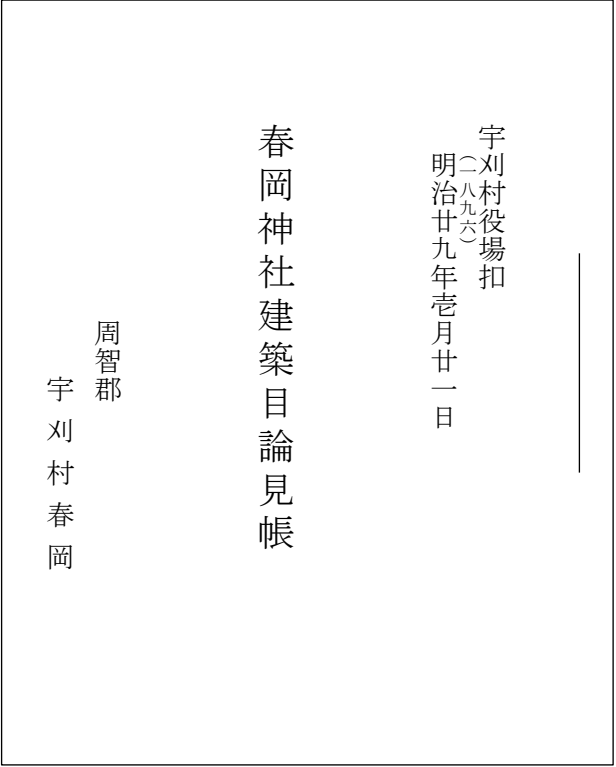 宇刈村役場扣
（一八九六）
明治廿九年壱月廿一日
春岡神社建築目論見帳
周智郡
宇刈村春岡